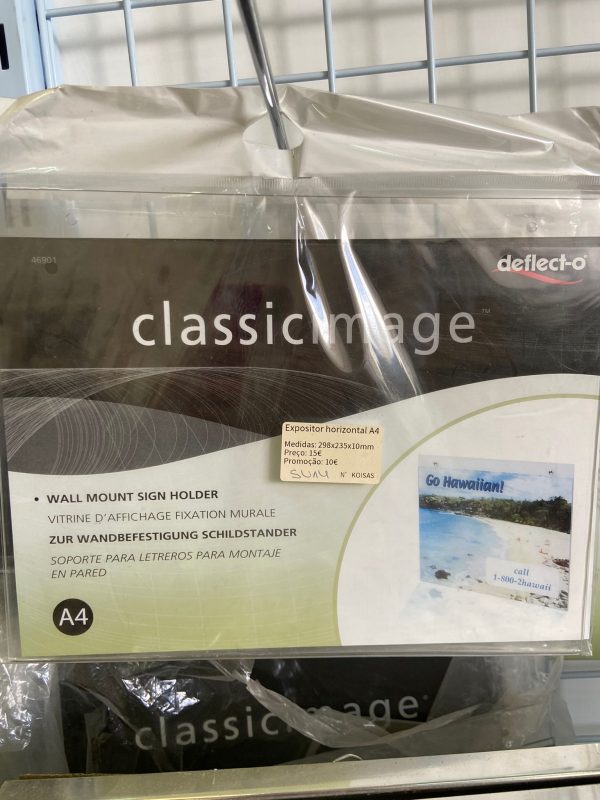 46901
deflect-o®
classicimage™
Expositor horizontal A4
Medidas: 298x235x10mm
Preço: 15€
Promoção: 10€
N' KOISAS
• WALL MOUNT SIGN HOLDER
VITRINE D'AFFICHAGE FIXATION MURALE
ZUR WANDBEFESTIGUNG SCHILDSTANDER
SOPORTE PARA LETREROS PARA MONTAJE
EN PARED
A4
Go Hawaiian!
call
1-800-2hawaii
classicimage